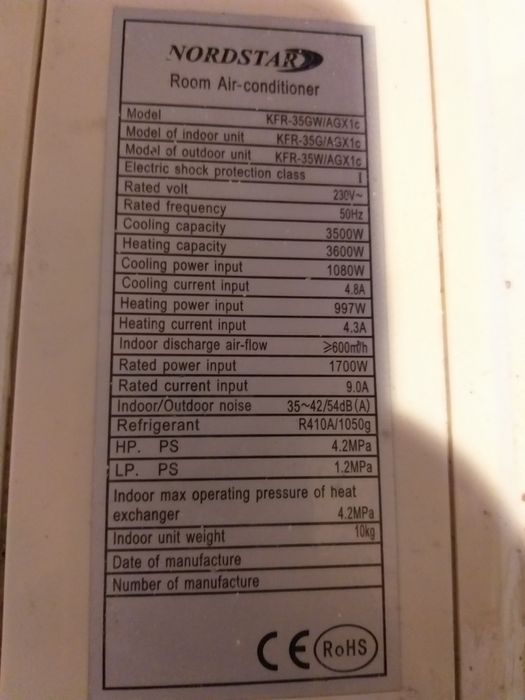 NORDSTAR
Room Air-conditioner
Model KFR-35GW/AGX1c
Model of indoor unit KFR-35G/AGX1c
Model of outdoor unit KFR-35W/AGX1c
Electric shock protection class I
Rated volt 230V~
Rated frequency 50Hz
Cooling capacity 3500W
Heating capacity 3600W
Cooling power input 1080W
Cooling current input 4.8A
Heating power input 997W
Heating current input 4.3A
Indoor discharge air-flow ≥600m³/h
Rated power input 1700W
Rated current input 9.0A
Indoor/Outdoor noise 35~42/54dB(A)
Refrigerant R410A/1050g
HP. PS 4.2MPa
LP. PS 1.2MPa
Indoor max operating pressure of heat
exchanger 4.2MPa
Indoor unit weight 10kg
Date of manufacture
Number of manufacture
CE RoHS